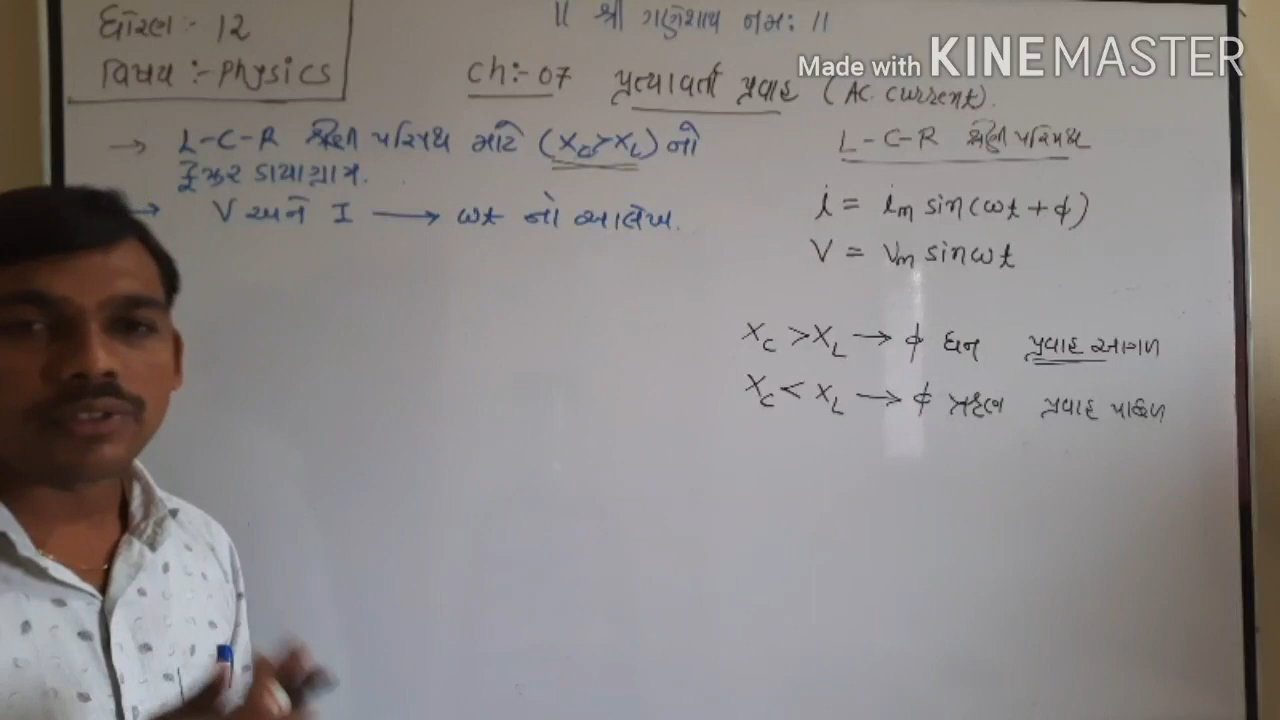 ધોરણ :- 12
વિષય :- Physics
॥ શ્રી ગણેશાય નમઃ ॥
Made with KINEMASTER
Ch:- 07 પ્રત્યાવર્તી પ્રવાહ (AC. Current).
→ L-C-R શ્રેણી પરિપથ માટે (Xc>XL) નો
ફેઝર ડાયાગ્રામ.
→ V અને I → ωt નો આલેખ.
L-C-R શ્રેણી પરિપથ
i = im sin(ωt + ϕ)
V = Vm sinωt
Xc > XL → ϕ ધન પ્રવાહ આગળ
Xc < XL → ϕ ઋણ પ્રવાહ પાછળ